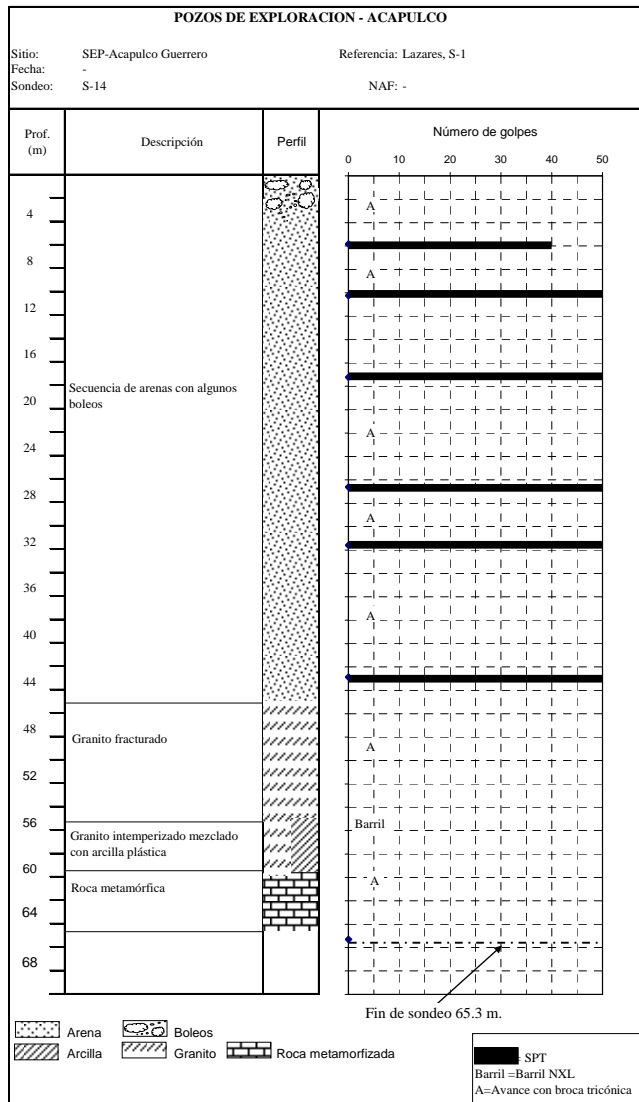 POZOS DE EXPLORACION - ACAPULCO
Sitio: SEP-Acapulco Guerrero Referencia: Lazares, S-1
Fecha: -
Sondeo: S-14 NAF: -
Prof. (m) Descripción Perfil
Número de golpes
0 10 20 30 40 50
4
8
12
16
20
24
28
32
36
40
44
48
52
56
60
64
68
Secuencia de arenas con algunos
boleos
Granito fracturado
Granito intemperizado mezclado
con arcilla plástica
Roca metamórfica
A
A
A
A
A
A
Barril
A
Fin de sondeo 65.3 m.
Arena Boleos
Arcilla Granito Roca metamorfizada
= SPT
Barril =Barril NXL
A=Avance con broca tricónica